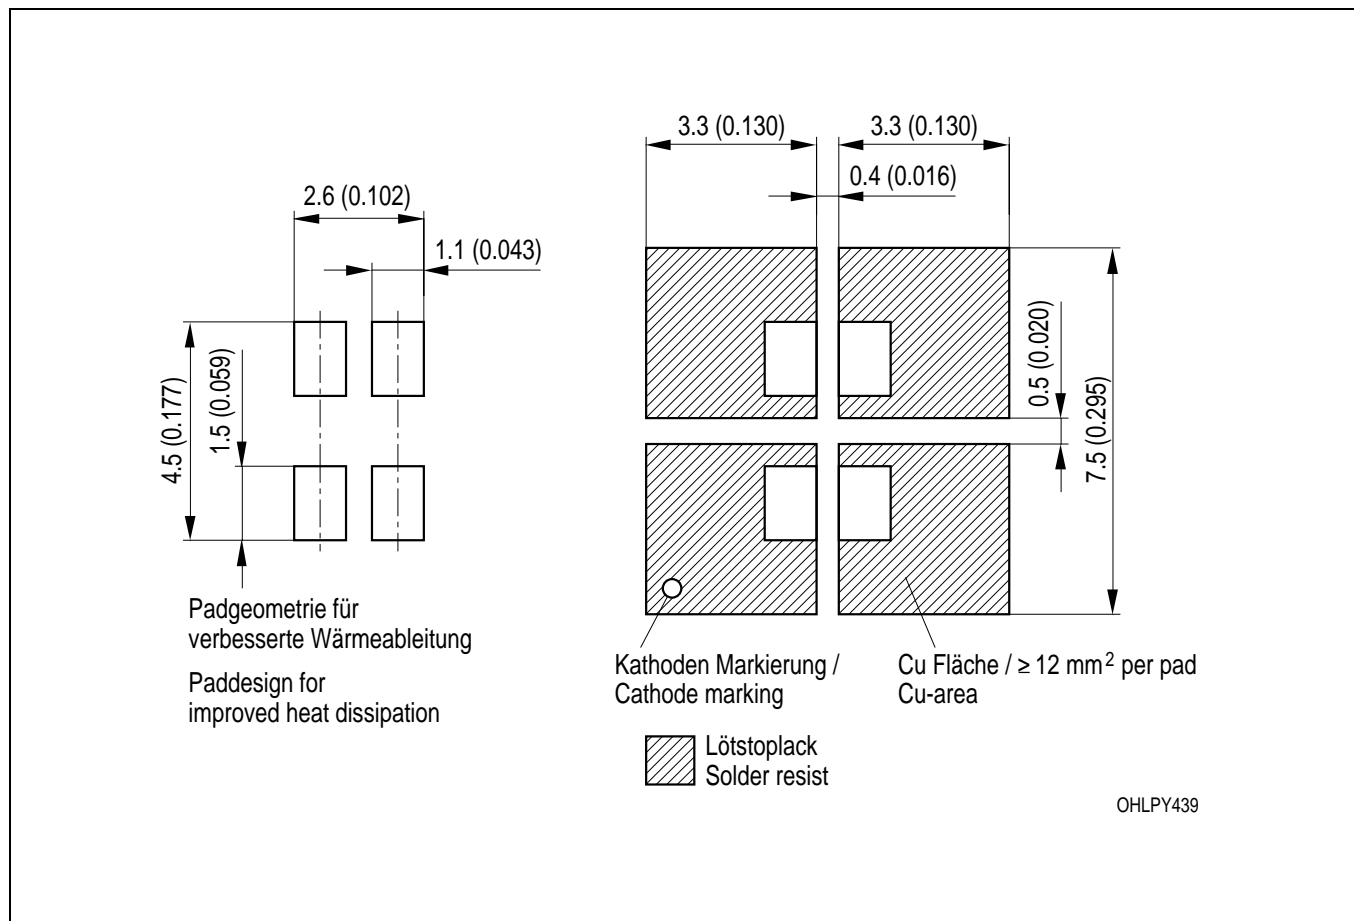 3.3 (0.130)
3.3 (0.130)
0.4 (0.016)
2.6 (0.102)
1.1 (0.043)
4.5 (0.177)
1.5 (0.059)
0.5 (0.020)
7.5 (0.295)
Padgeometrie für
verbesserte Wärmeableitung
Paddesign for
improved heat dissipation
Kathoden Markierung /
Cathode marking
Cu Fläche / ≥ 12 mm² per pad
Cu-area
Lötstoplack
Solder resist
OHLPY439